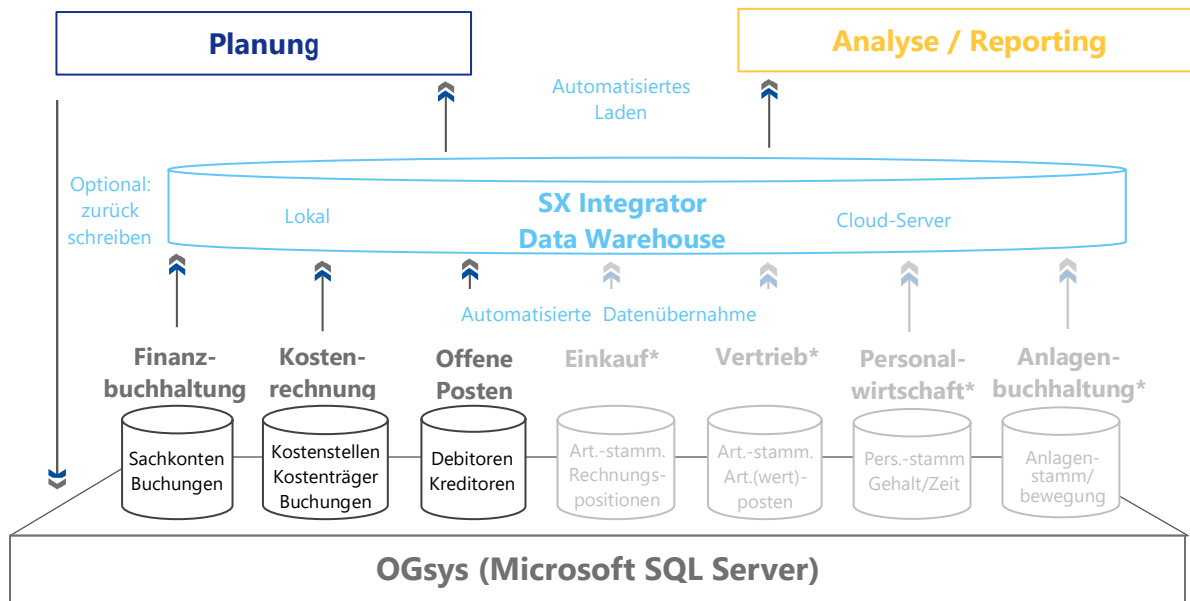 Planung
Analyse / Reporting
Automatisiertes
Laden
Optional:
zurück
schreiben
SX Integrator
Data Warehouse
Lokal
Cloud-Server
Automatisierte Datenübernahme
Finanz-
buchhaltung
Kosten-
rechnung
Offene
Posten
Einkauf*
Vertrieb*
Personal-
wirtschaft*
Anlagen-
buchhaltung*
Sachkonten
Buchungen
Kostenstellen
Kostenträger
Buchungen
Debitoren
Kreditoren
Art.-stamm.
Rechnungs-
positionen
Art.-stamm.
Art.(wert)-
posten
Pers.-stamm
Gehalt/Zeit
Anlagen-
stamm/
bewegung
OGsys (Microsoft SQL Server)